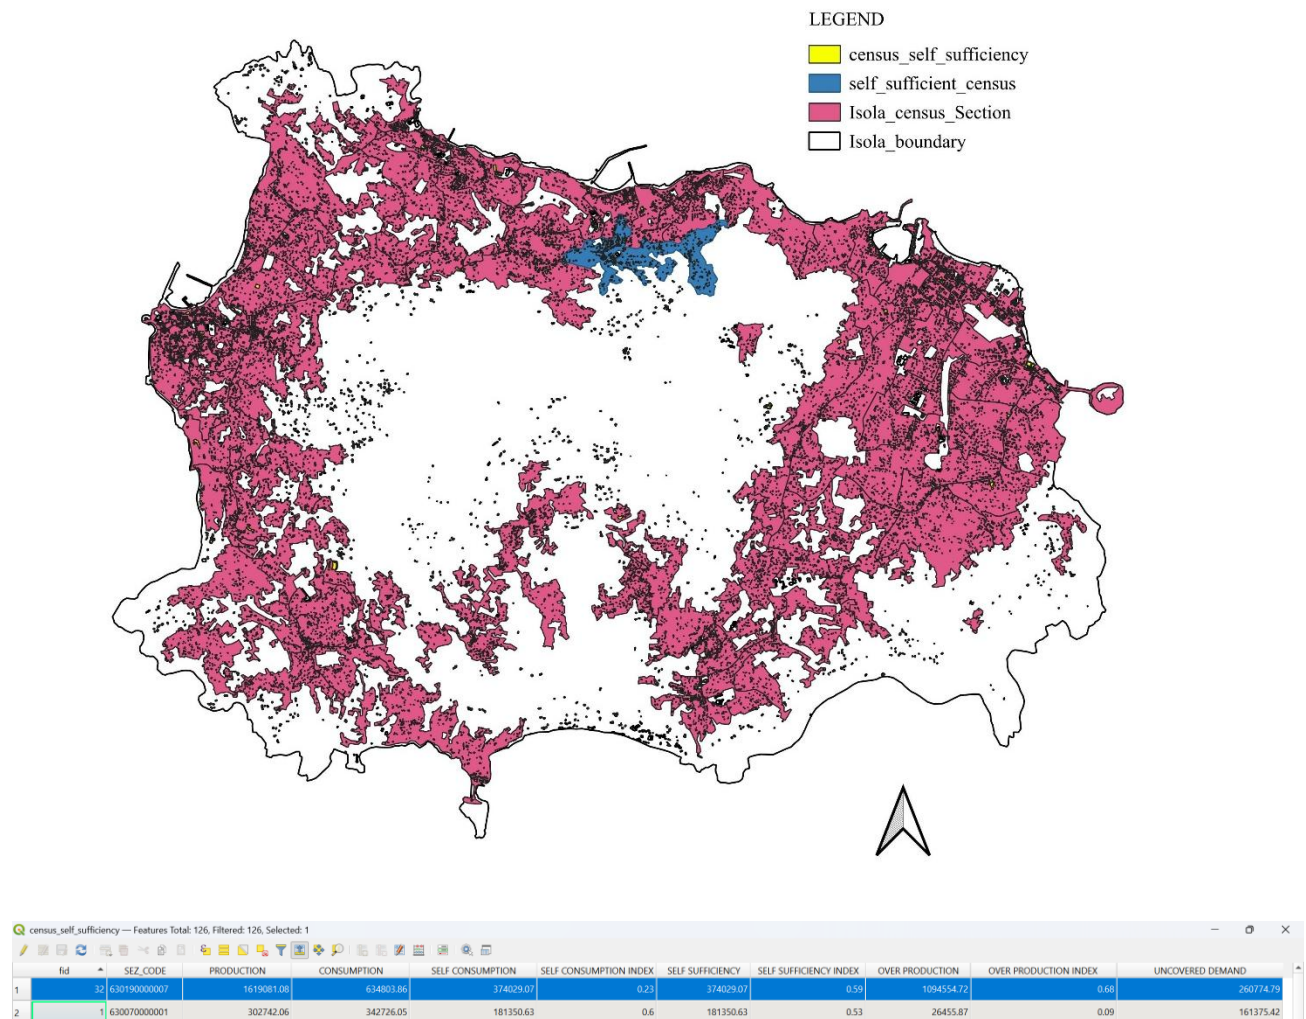 LEGEND
census_self_sufficiency
self_sufficient_census
Isola_census_Section
Isola_boundary
census_self_sufficiency — Features Total: 126, Filtered: 126, Selected: 1
fid SEZ_CODE PRODUCTION CONSUMPTION SELF CONSUMPTION SELF CONSUMPTION INDEX SELF SUFFICIENCY SELF SUFFICIENCY INDEX OVER PRODUCTION OVER PRODUCTION INDEX UNCOVERED DEMAND
1 32 630190000007 1619081.08 634803.86 374029.07 0.23 374029.07 0.59 1094554.72 0.68 260774.79
2 1 630070000001 302742.06 342726.05 181350.63 0.6 181350.63 0.53 26455.87 0.09 161375.42